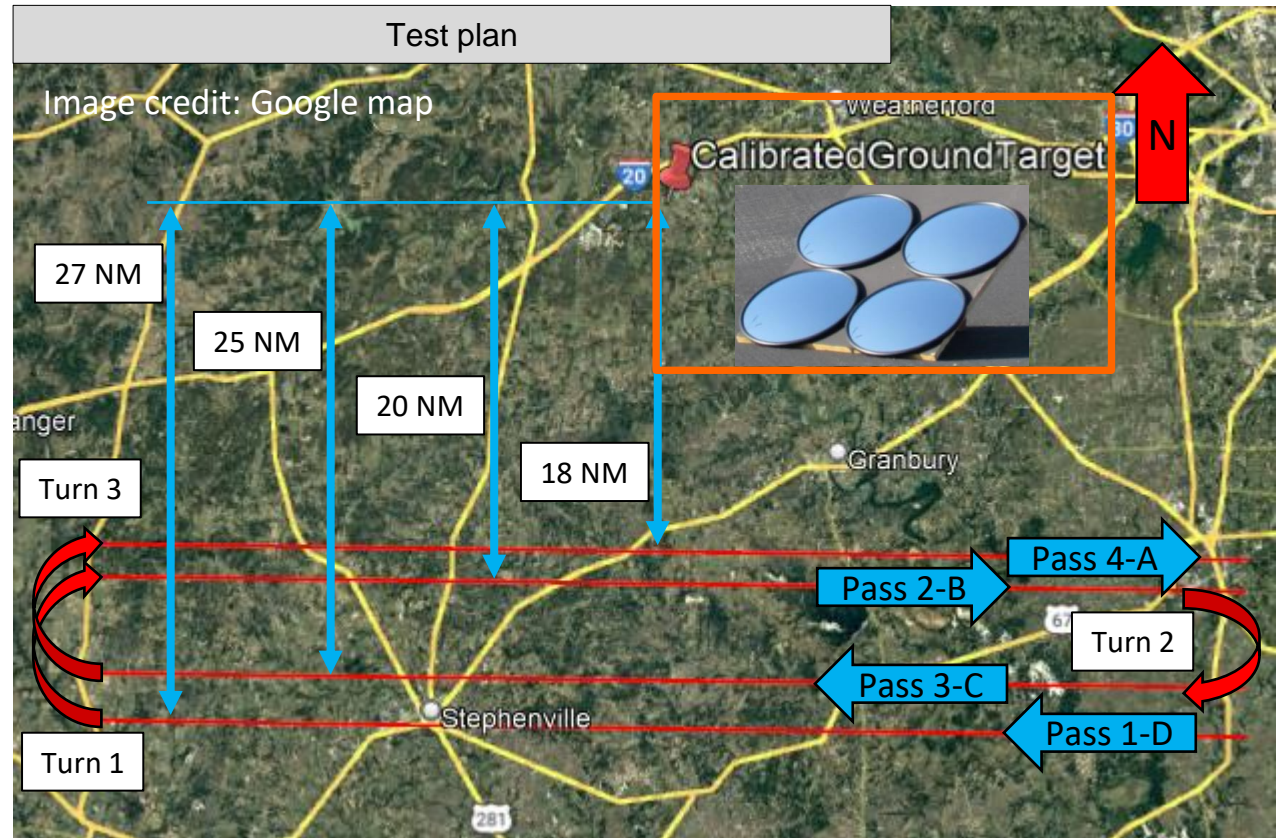 Test plan
Image credit: Google map
Weatherford
N
30
CalibratedGroundTarget
20
27 NM
25 NM
20 NM
18 NM
anger
Granbury
Turn 3
Pass 4-A
Pass 2-B
67
Turn 2
Pass 3-C
Stephenville
Pass 1-D
Turn 1
281